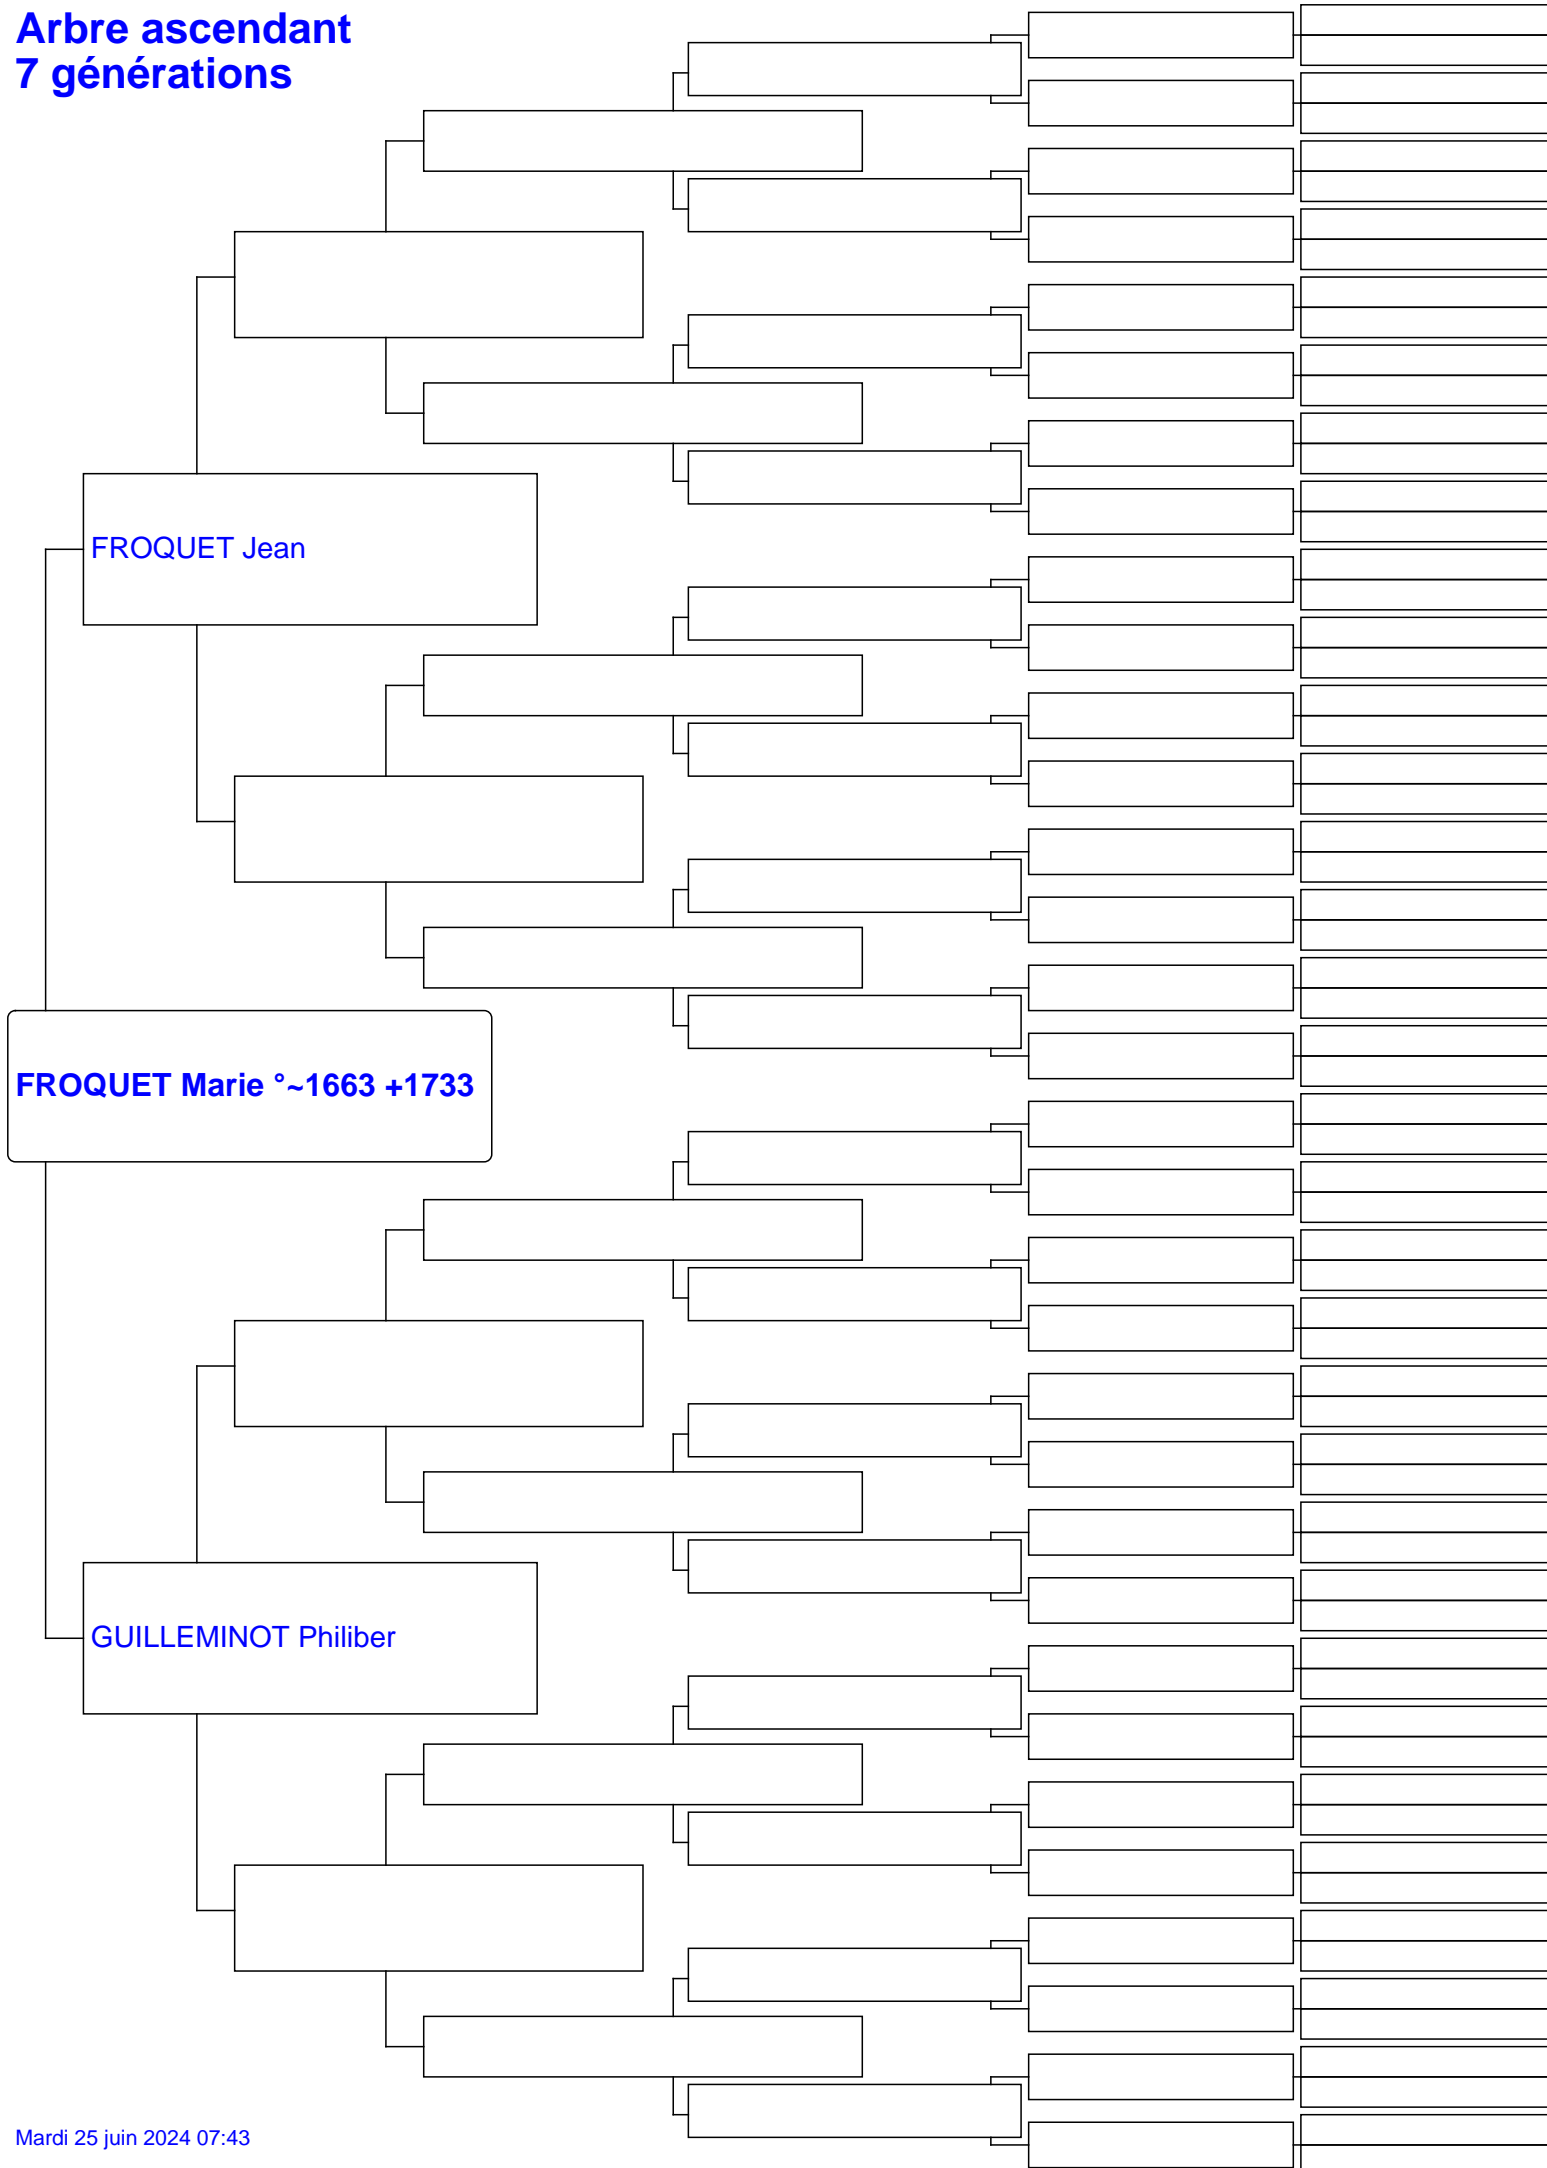 Arbre ascendant
7 générations
FROQUET Jean
FROQUET Marie °~1663 +1733
GUILLEMINOT Philiber
Mardi 25 juin 2024 07:43